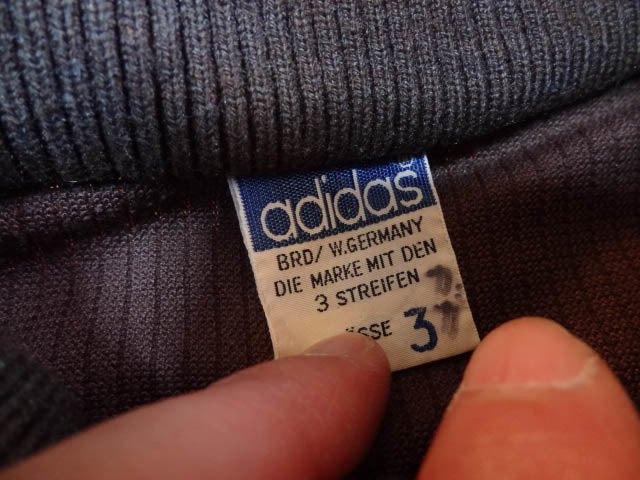 adidas
BRD/ W.GERMANY
DIE MARKE MIT DEN
3 STREIFEN
3